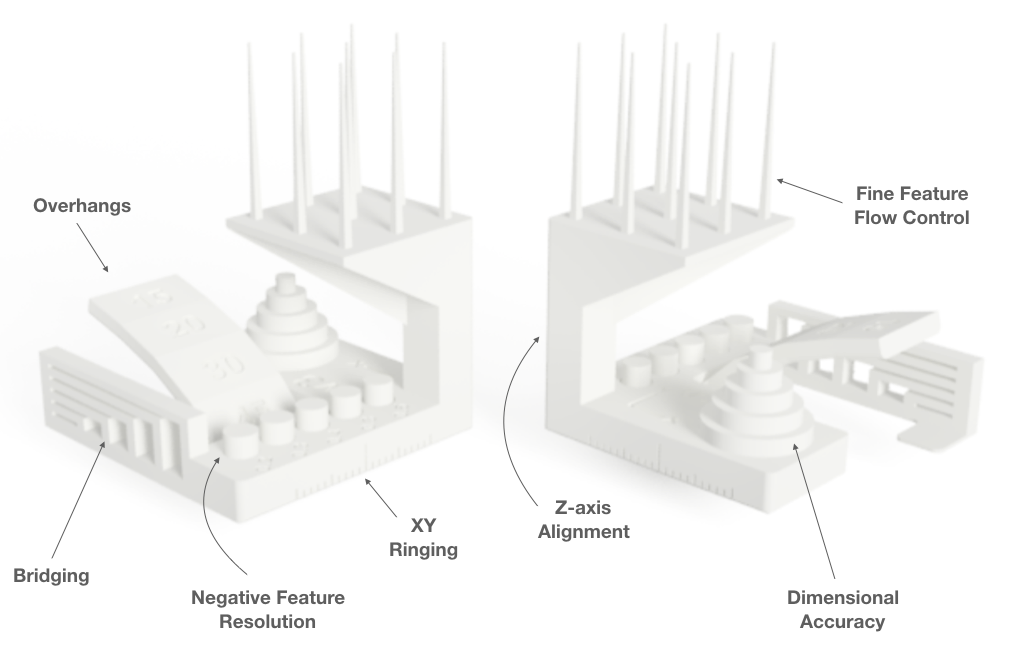 Overhangs
Fine Feature
Flow Control
15
20
30
XY
Ringing
Z-axis
Alignment
Bridging
Negative Feature
Resolution
Dimensional
Accuracy